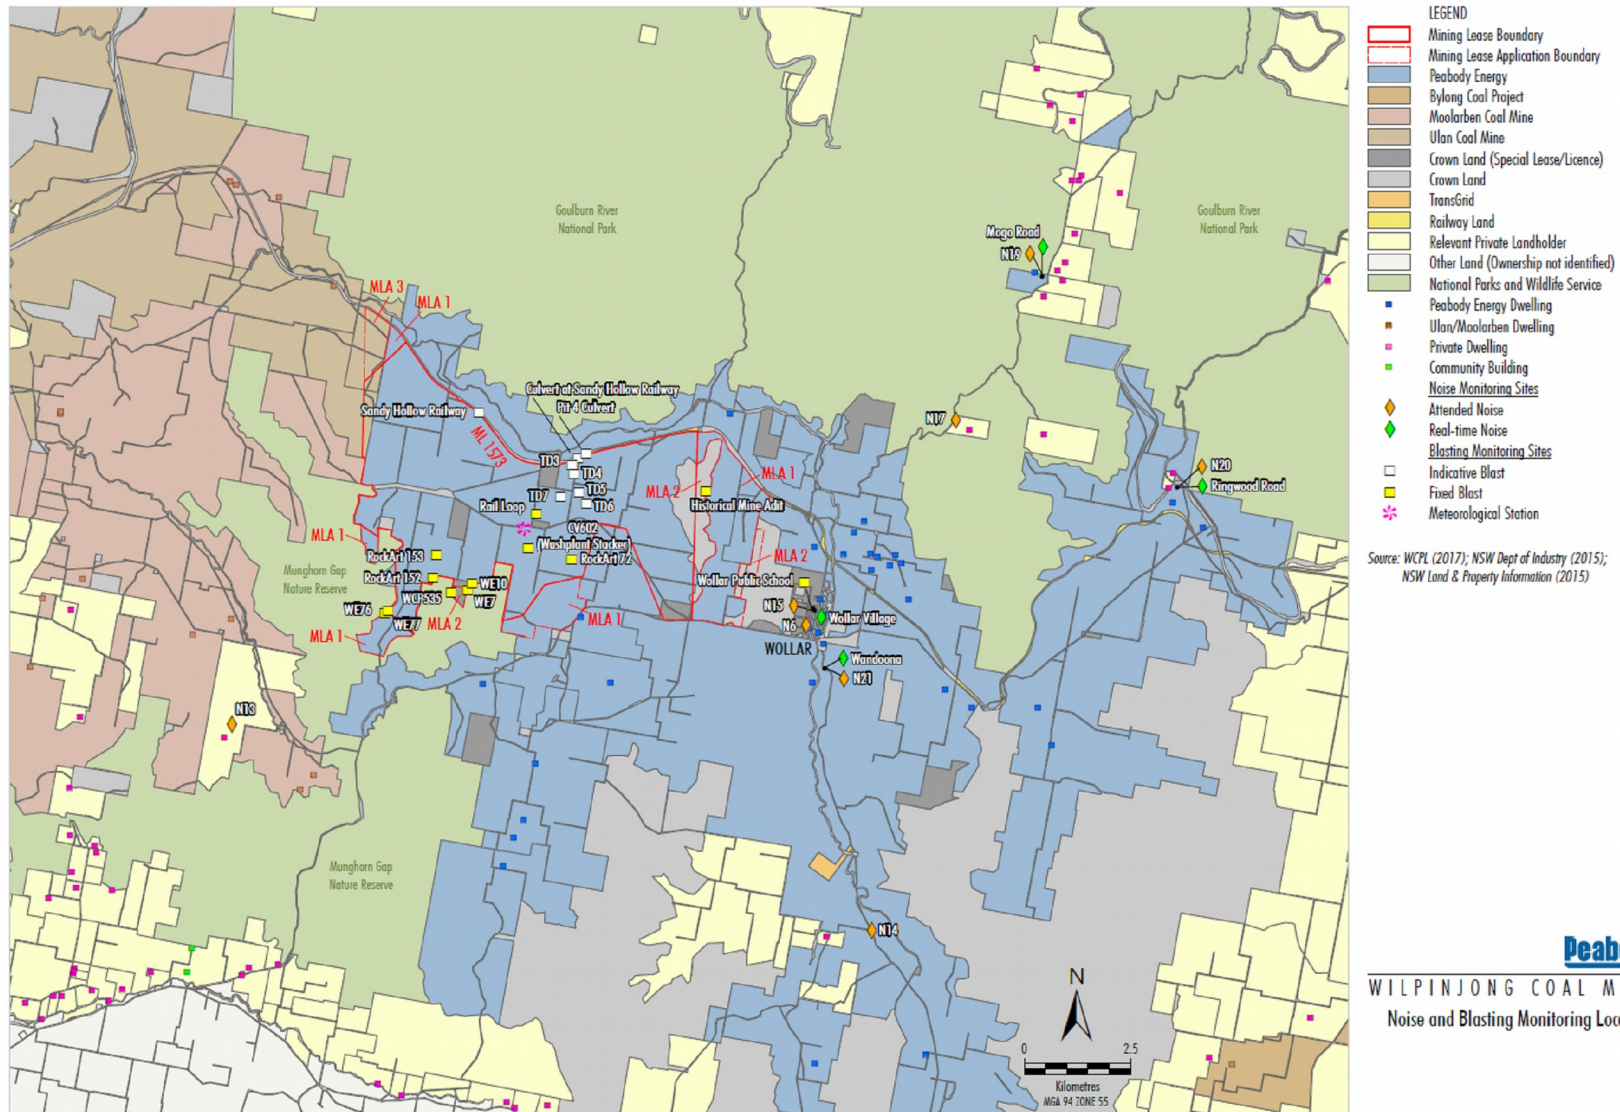 LEGEND
Mining Lease Boundary
Mining Lease Application Boundary
Peabody Energy
Bylong Coal Project
Moolarben Coal Mine
Ulan Coal Mine
Crown Land (Special Lease/Licence)
Crown Land
TransGrid
Railway Land
Relevant Private Landholder
Other Land (Ownership not identified)
National Parks and Wildlife Service
Peabody Energy Dwelling
Ulan/Moolarben Dwelling
Private Dwelling
Community Building
Noise Monitoring Sites
Attended Noise
Real-time Noise
Blasting Monitoring Sites
Indicative Blast
Fixed Blast
Meteorological Station
Source: WCPL (2017); NSW Dept of Industry (2015);
NSW Land & Property Information (2015)
Goulburn River
National Park
Goulburn River
National Park
Mogo Road
N19
MLA 3
MLA 1
Culvert at Sandy Hollow Railway
Pit 4 Culvert
Sandy Hollow Railway
ML 1573
N17
TD3
TD4
TD5
TD7
TD6
MLA 2
MLA 1
N20
Ringwood Road
Rail Loop
Historical Mine Adit
CV602
(Washplant Stacker)
MLA 1
RockArt 153
RockArt 72
MLA 2
Munghorn Gap
Nature Reserve
RockArt 152
WE10
WCP535
WE7
Wollar Public School
WE76
WE77
MLA 2
MLA 1
MLA 1
N15
Wollar Village
N6
WOLLAR
Wandoona
N21
N13
Munghorn Gap
Nature Reserve
N14
N
0
2.5
Kilometres
MGA 94 ZONE 55
Peab
WILPINJONG COAL M
Noise and Blasting Monitoring Loc